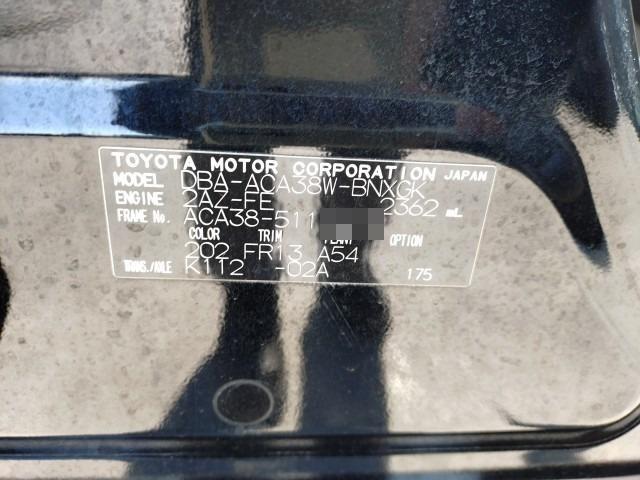 TOYOTA MOTOR CORPORATION JAPAN
MODEL DBA-ACA38W-BNXGK
ENGINE 2AZ-FE 2362 mL
FRAME No. ACA38-511
COLOR TRIM PLANT OPTION
202 FR13 A54
TRANS./AXLE K112 -02A 175